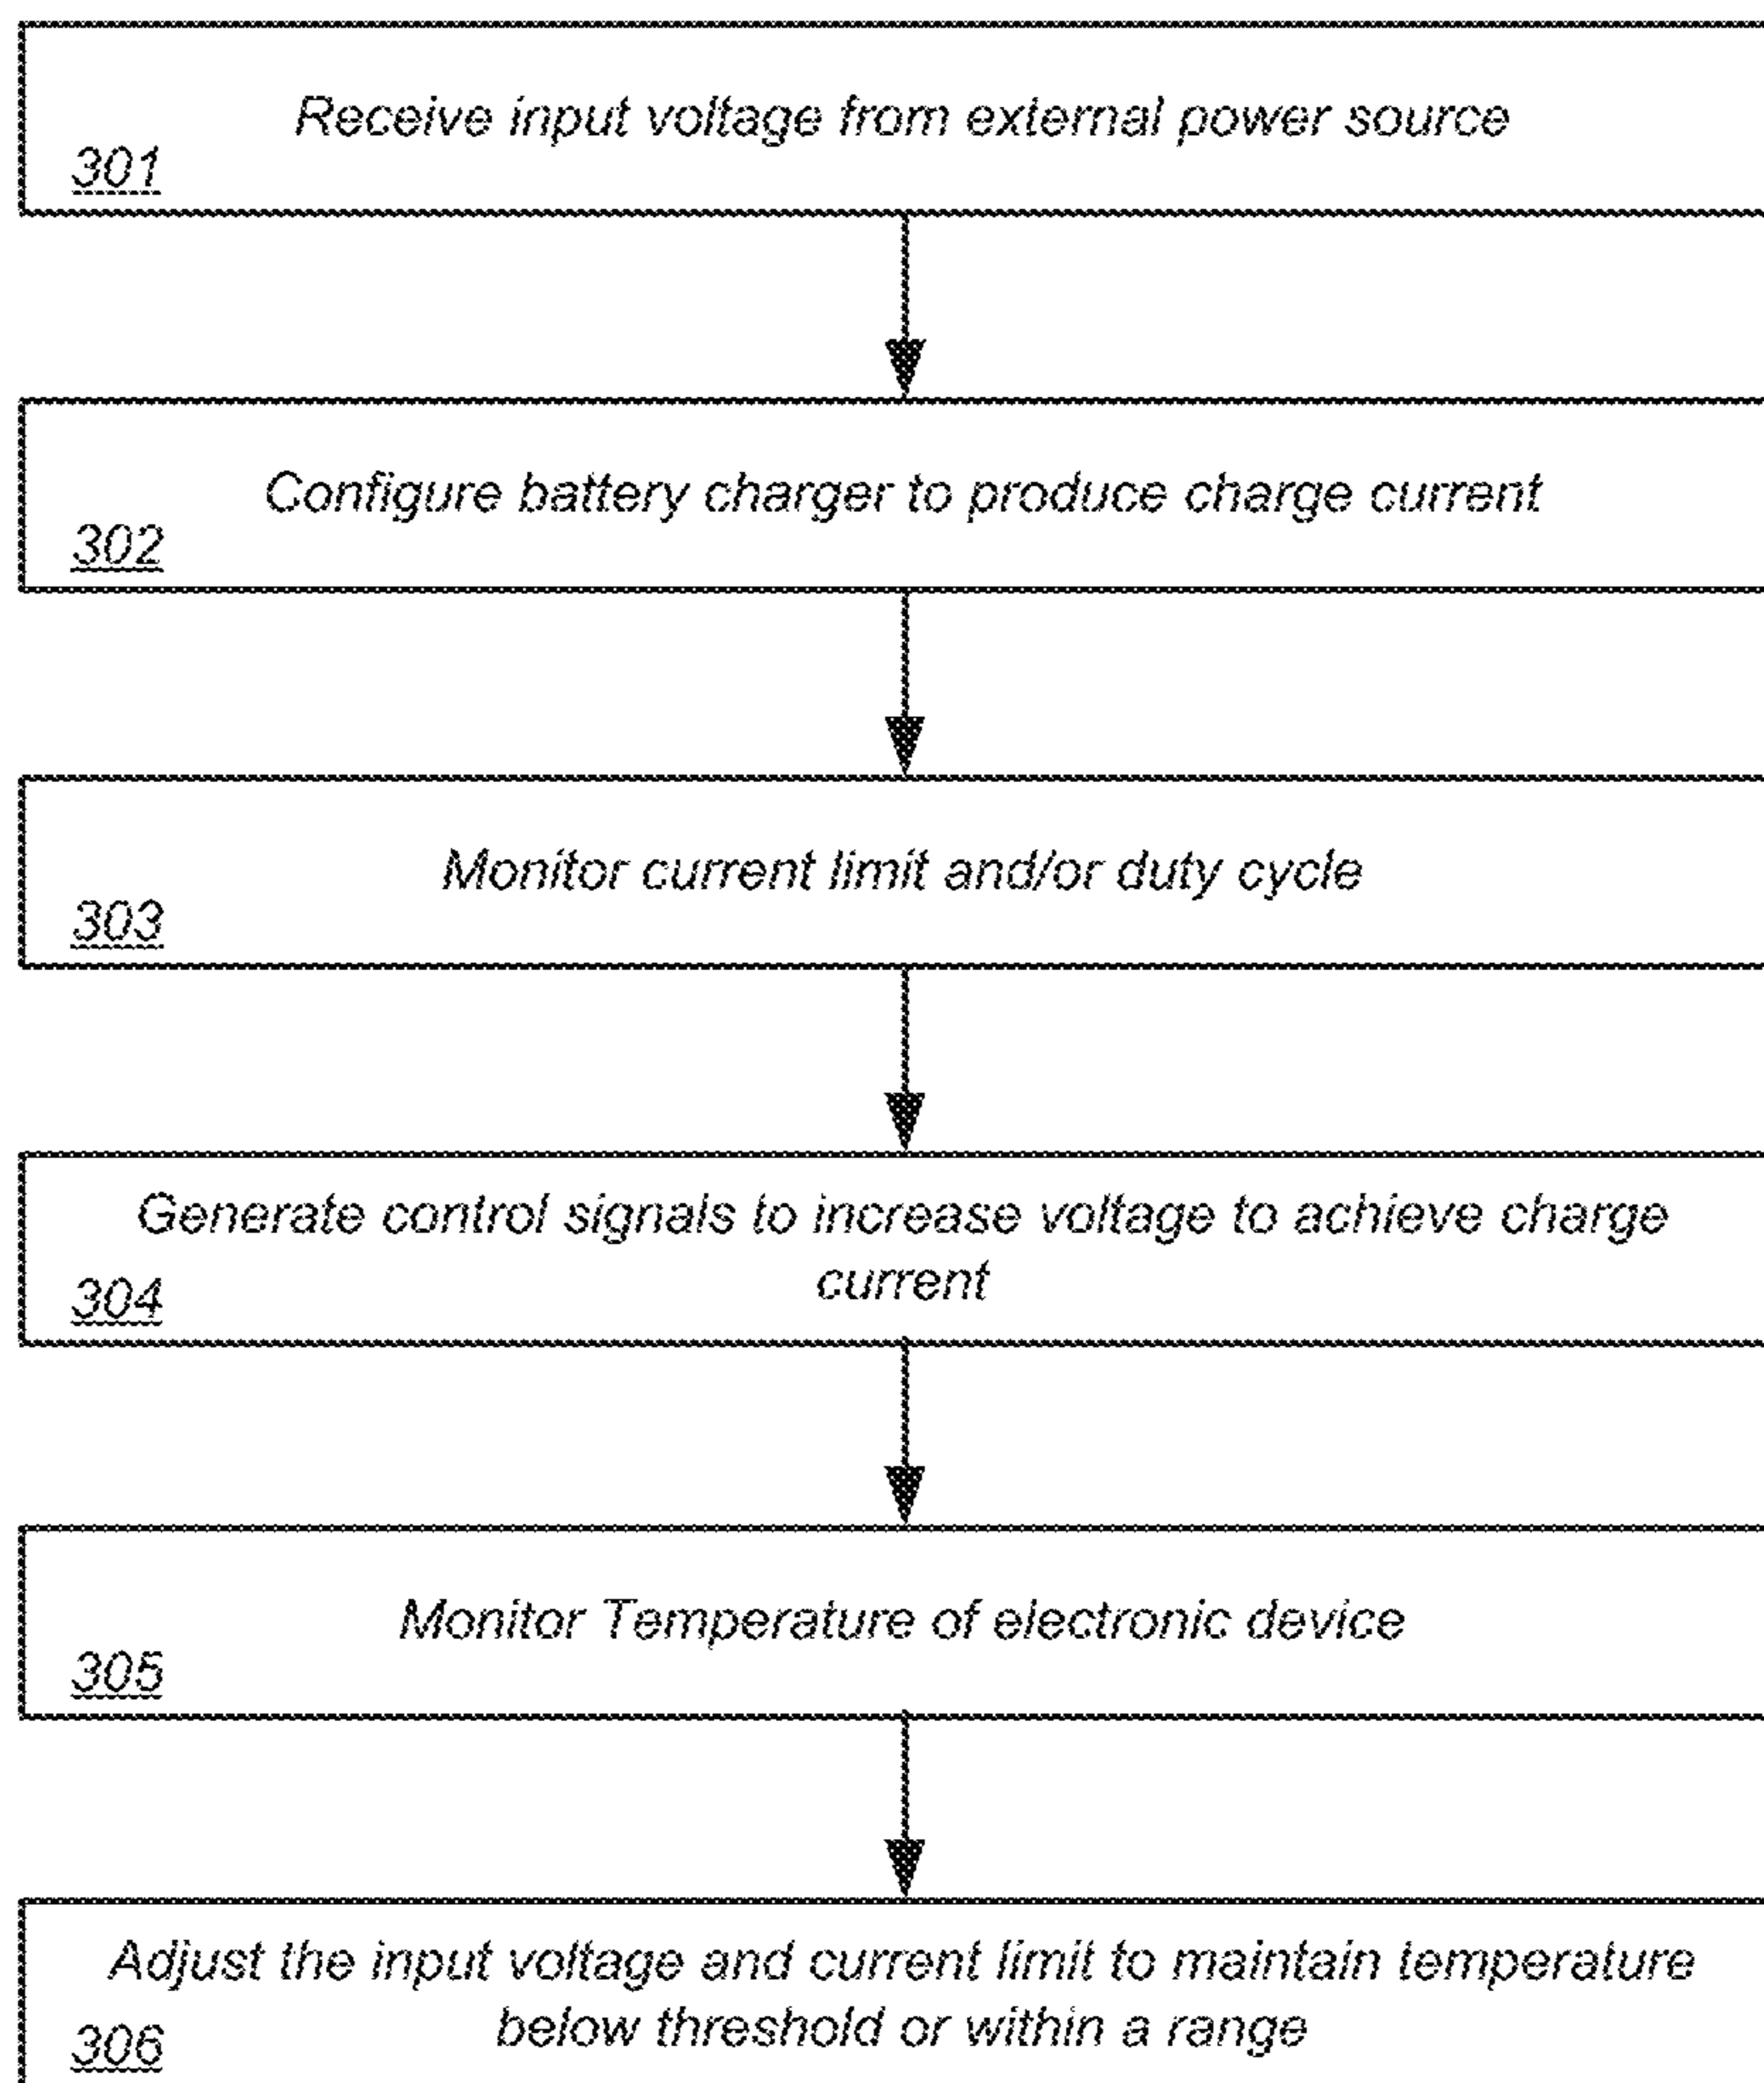 Receive input voltage from external power source
301
Configure battery charger to produce charge current
302
Monitor current limit and/or duty cycle
303
Generate control signals to increase voltage to achieve charge
current
304
Monitor Temperature of electronic device
305
Adjust the input voltage and current limit to maintain temperature
below threshold or within a range
306